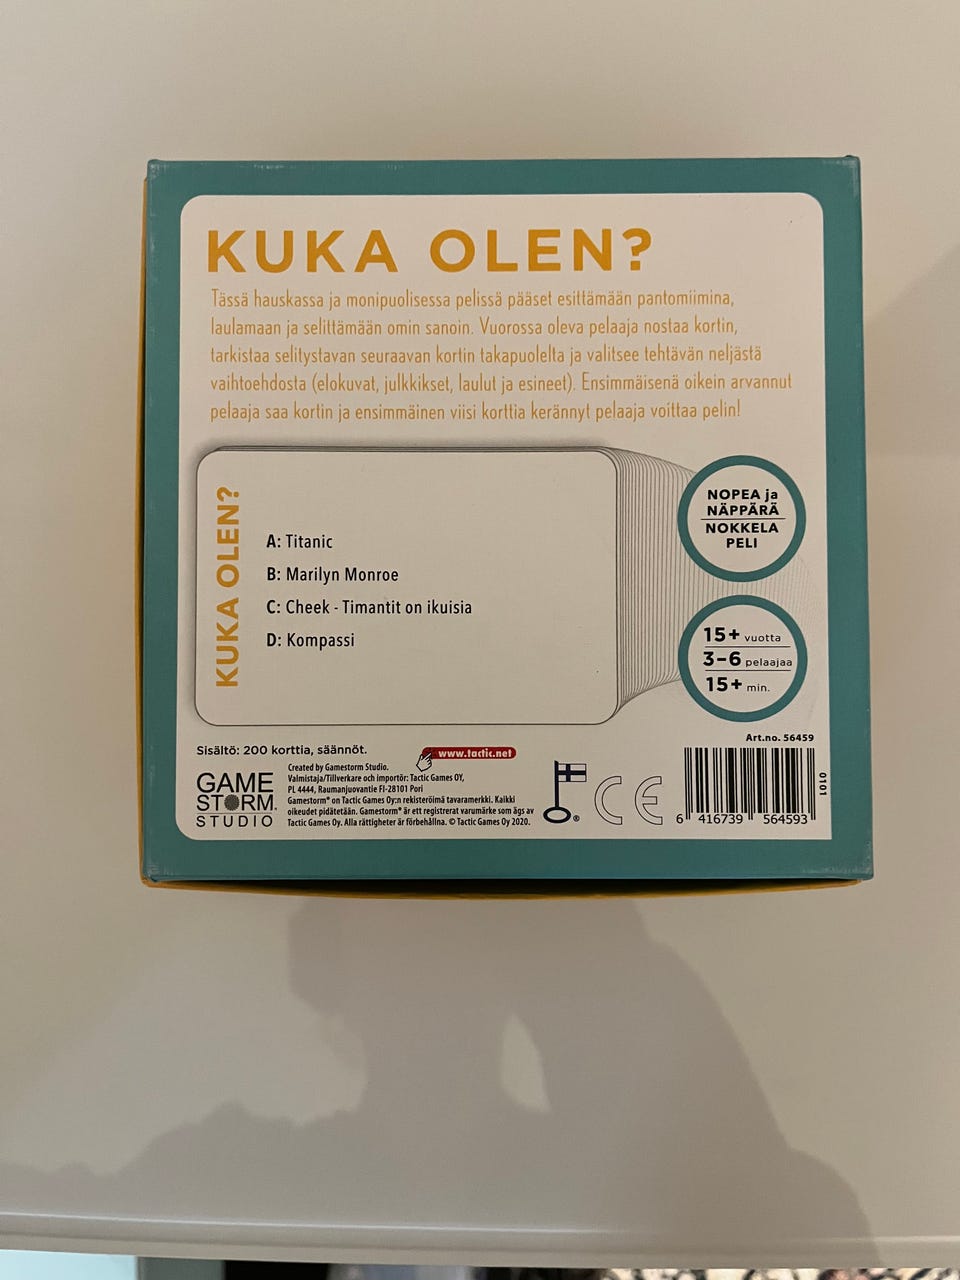 KUKA OLEN?
Tässä hauskassa ja monipuolisessa pelissä pääset esittämään pantomiimina,
laulamaan ja selittämään omin sanoin. Vuorossa oleva pelaaja nostaa kortin,
tarkistaa selitystavan seuraavan kortin takapuolelta ja valitsee tehtävän neljästä
vaihtoehdosta (elokuvat, julkkikset, laulut ja esineet). Ensimmäisenä oikein arvannut
pelaaja saa kortin ja ensimmäinen viisi korttia kerännyt pelaaja voittaa pelin!
KUKA OLEN?
A: Titanic
B: Marilyn Monroe
C: Cheek - Timantit on ikuisia
D: Kompassi
NOPEA ja
NÄPPÄRÄ
NOKKELA
PELI
15+ vuotta
3-6 pelaajaa
15+ min.
Sisältö: 200 korttia, säännöt.
www.tactic.net
GAME
STORM®
STUDIO
Created by Gamestorm Studio.
Valmistaja/Tillverkare och importör: Tactic Games OY,
PL 4444, Raumanjuovantie FI-28101 Pori
Gamestorm® on Tactic Games Oy:n rekisteröimä tavaramerkki. Kaikki
oikeudet pidätetään. Gamestorm® är ett registrerat varumärke som ägs av
Tactic Games Oy. Alla rättigheter är förbehållna. © Tactic Games Oy 2020.
®
CE
Art.no. 56459
6 416739 564593
0101